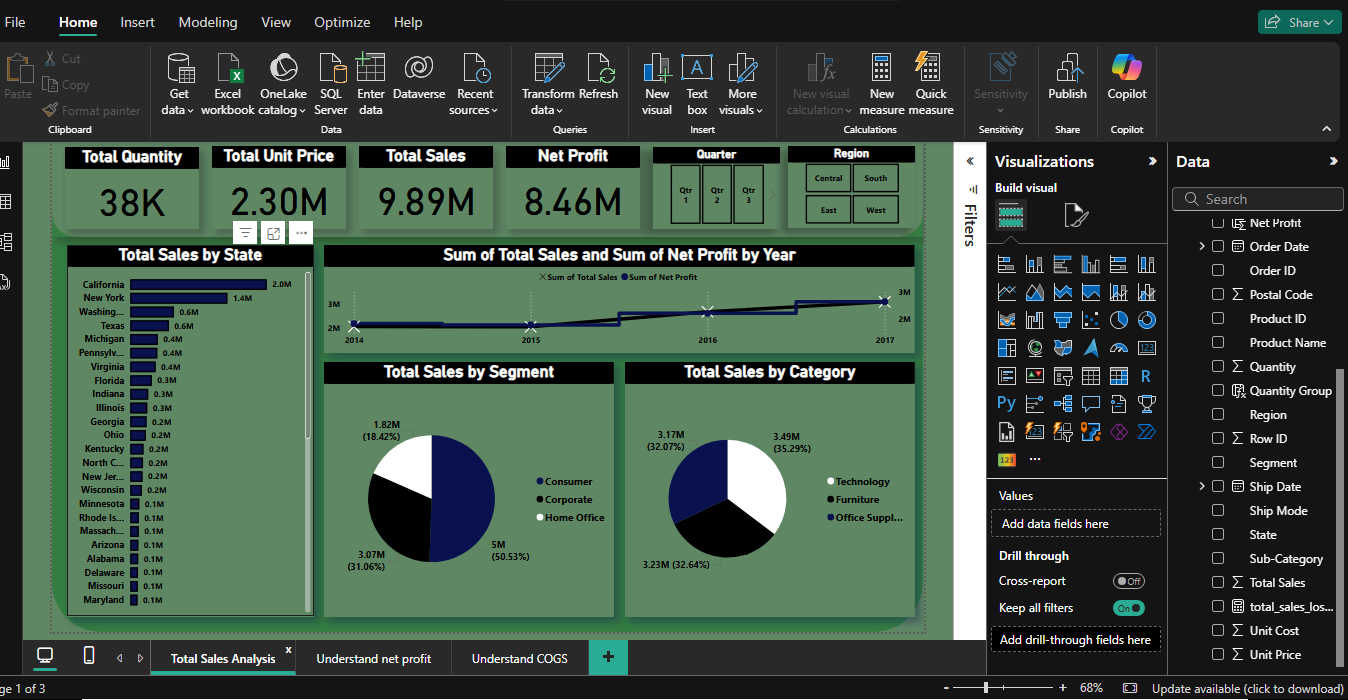 File Home Insert Modeling View Optimize Help Share
Paste
Cut
Copy
Format painter
Clipboard
Get data
Excel workbook
OneLake catalog
SQL Server
Enter data
Dataverse
Recent sources
Data
Transform data
Refresh
Queries
New visual
Text box
More visuals
Insert
New visual calculation
New measure
Quick measure
Calculations
Sensitivity
Sensitivity
Publish
Share
Copilot
Copilot
Total Quantity
38K
Total Unit Price
2.30M
Total Sales
9.89M
Net Profit
8.46M
Quarter
Qtr 1
Qtr 2
Qtr 3
Region
Central South
East West
Total Sales by State
California 2.0M
New York 1.4M
Washing... 0.6M
Texas 0.6M
Michigan 0.4M
Pennsylv... 0.4M
Virginia 0.4M
Florida 0.3M
Indiana 0.3M
Illinois 0.3M
Georgia 0.2M
Ohio 0.2M
Kentucky 0.2M
North C... 0.2M
New Jer... 0.2M
Wisconsin 0.2M
Minnesota 0.1M
Rhode Is... 0.1M
Massach... 0.1M
Arizona 0.1M
Alabama 0.1M
Delaware 0.1M
Missouri 0.1M
Maryland 0.1M
Sum of Total Sales and Sum of Net Profit by Year
Sum of Total Sales Sum of Net Profit
3M 3M
2M 2M
2014 2015 2016 2017
Total Sales by Segment
1.82M
(18.42%)
3.07M
(31.06%)
5M
(50.53%)
Consumer
Corporate
Home Office
Total Sales by Category
3.17M
(32.07%)
3.49M
(35.29%)
3.23M (32.64%)
Technology
Furniture
Office Suppl...
Filters
Visualizations
Build visual
123
R
Py
123
123
Values
Add data fields here
Drill through
Cross-report Off
Keep all filters On
Add drill-through fields here
Data
Search
Net Profit
Order Date
Order ID
Postal Code
Product ID
Product Name
Quantity
Quantity Group
Region
Row ID
Segment
Ship Date
Ship Mode
State
Sub-Category
Total Sales
total_sales_los...
Unit Cost
Unit Price
Total Sales Analysis x Understand net profit Understand COGS +
ge 1 of 3
- + 68% Update available (click to download)